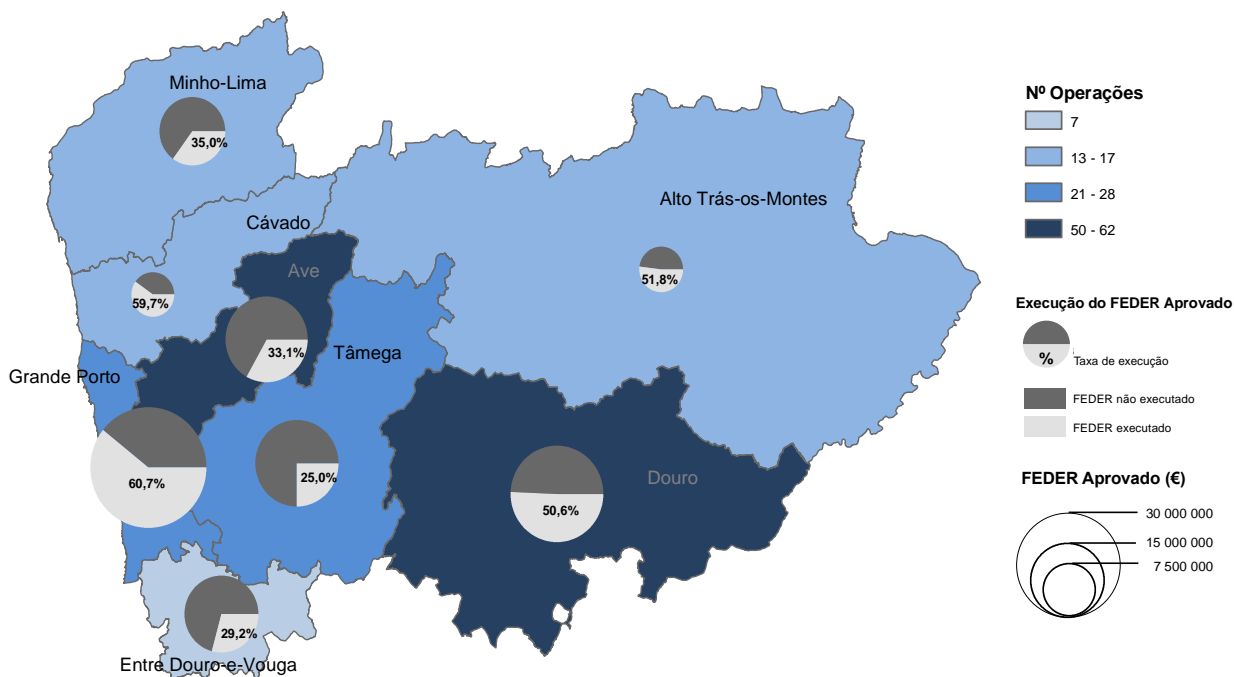 Minho-Lima
35,0%
Cávado
59,7%
Ave
33,1%
Alto Trás-os-Montes
51,8%
Tâmega
25,0%
Grande Porto
60,7%
Douro
50,6%
29,2%
Entre Douro-e-Vouga
Nº Operações
7
13 - 17
21 - 28
50 - 62
Execução do FEDER Aprovado
%
Taxa de execução
FEDER não executado
FEDER executado
FEDER Aprovado (€)
30 000 000
15 000 000
7 500 000